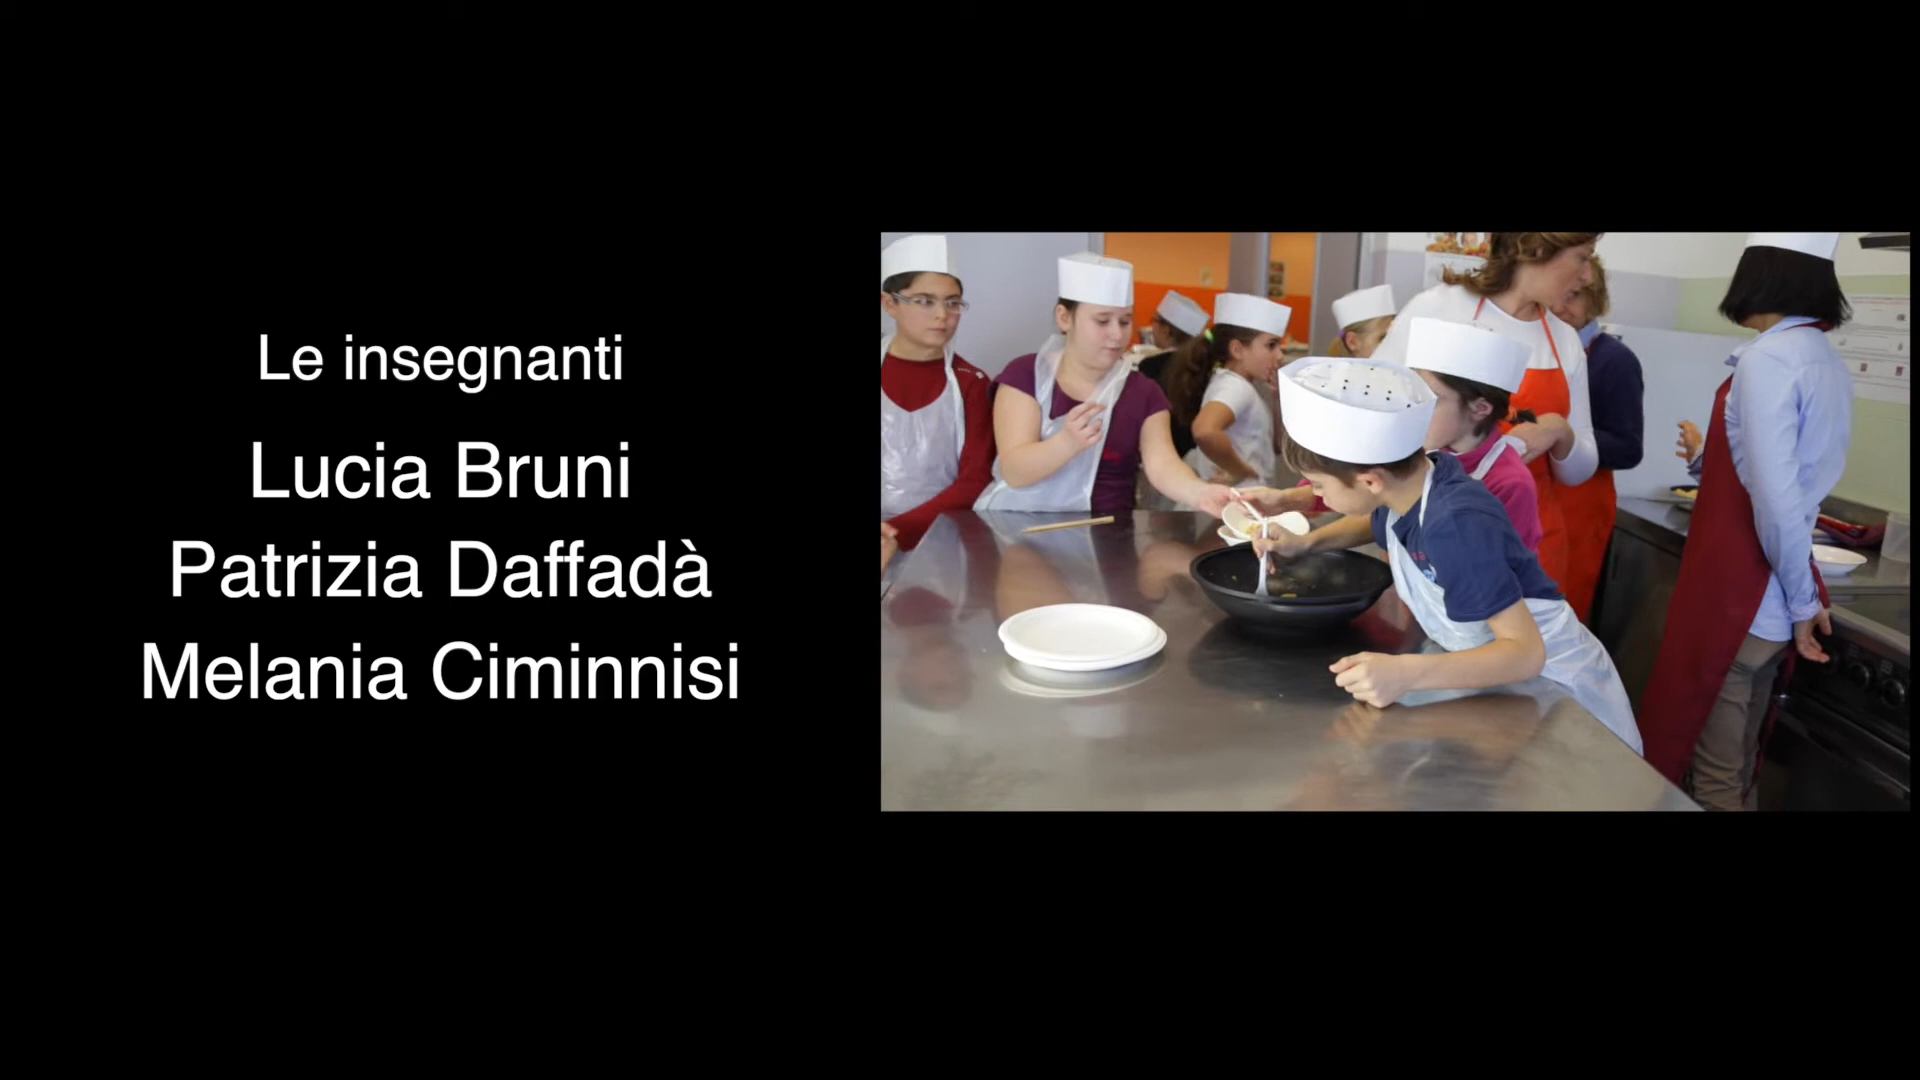 Le insegnanti
Lucia Bruni
Patrizia Daffadà
Melania Ciminnisi